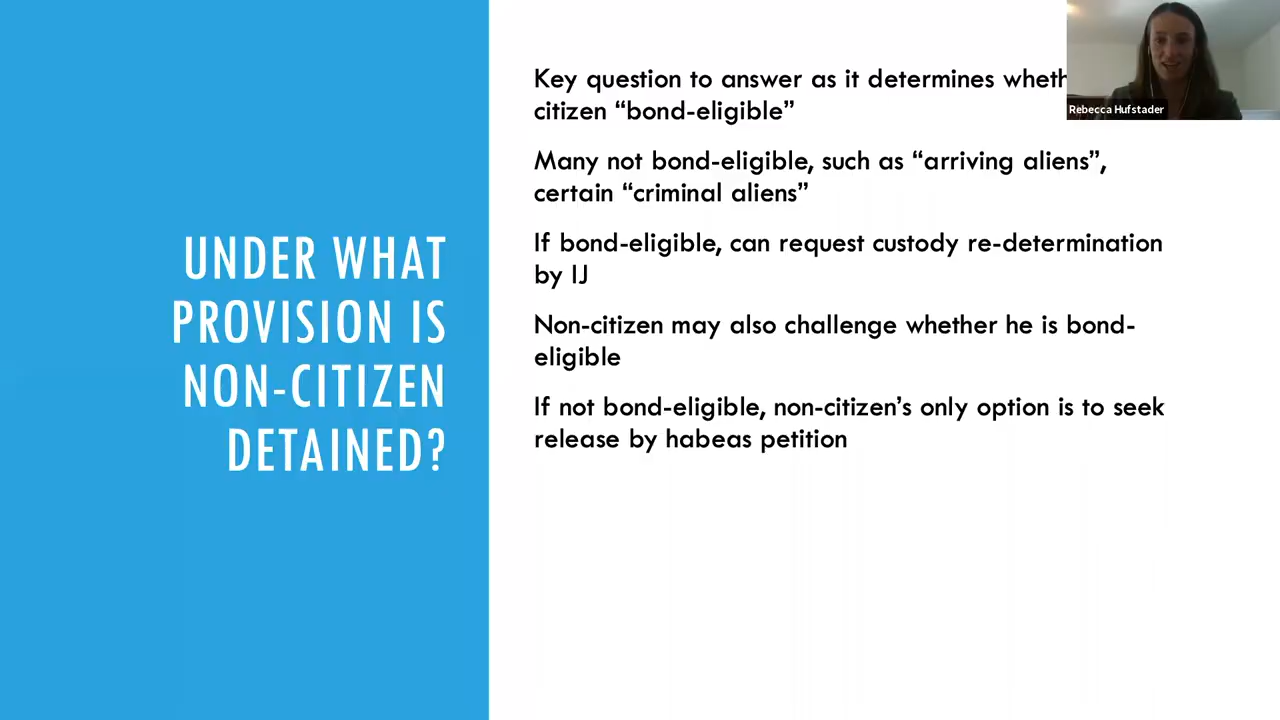 UNDER WHAT
PROVISION IS
NON-CITIZEN
DETAINED?
Key question to answer as it determines
citizen “bond-eligible”
Many not bond-eligible, such as “arriving aliens”,
certain “criminal aliens”
If bond-eligible, can request custody re-determination
by IJ
Non-citizen may also challenge whether he is bond-
eligible
If not bond-eligible, non-citizen’s only option is to seek
release by habeas petition
Rebecca Hufstader